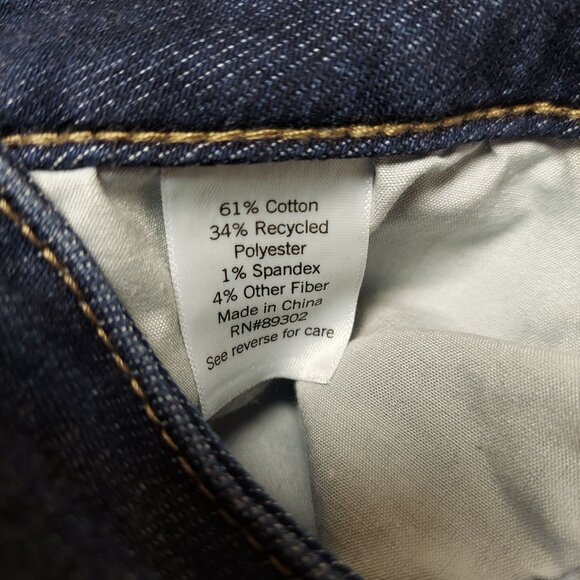 61% Cotton
34% Recycled
Polyester
1% Spandex
4% Other Fiber
Made in China
RN#89302
See reverse for care